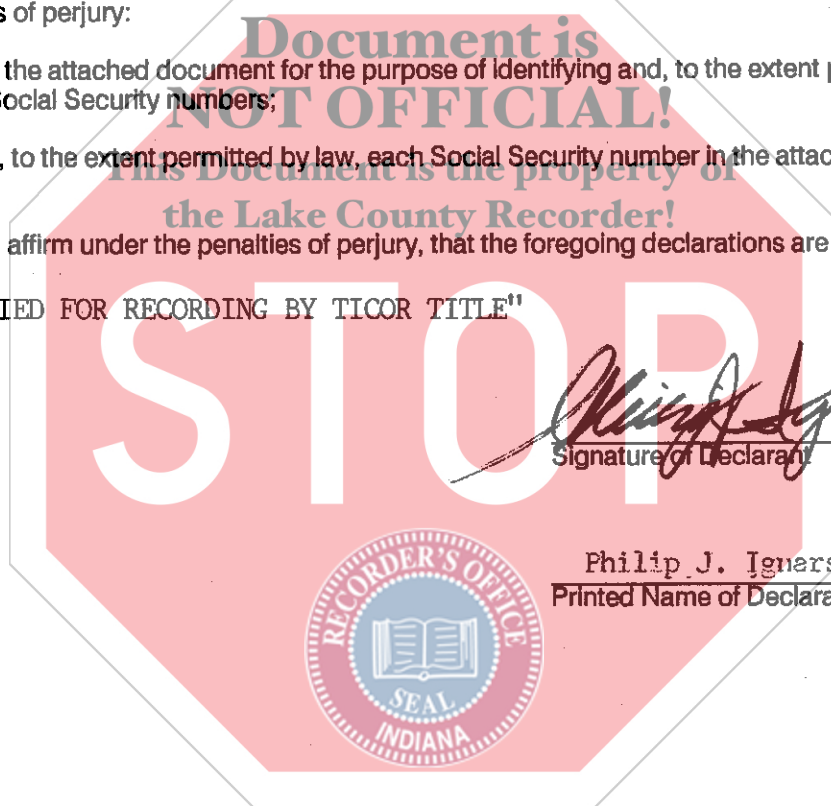 s of perjury:
Document is
the attached document for the purpose of identifying and, to the extent p
Social Security numbers;
NOT OFFICIAL!
, to the extent permitted by law, each Social Security number in the attac
This Document is the property of
the Lake County Recorder!
affirm under the penalties of perjury, that the foregoing declarations are
IED FOR RECORDING BY TICOR TITLE"
STOP
Signature of Declarant
Philip J. Ignars
Printed Name of Declara
RECORDER'S OFFICE
SEAL
INDIANA